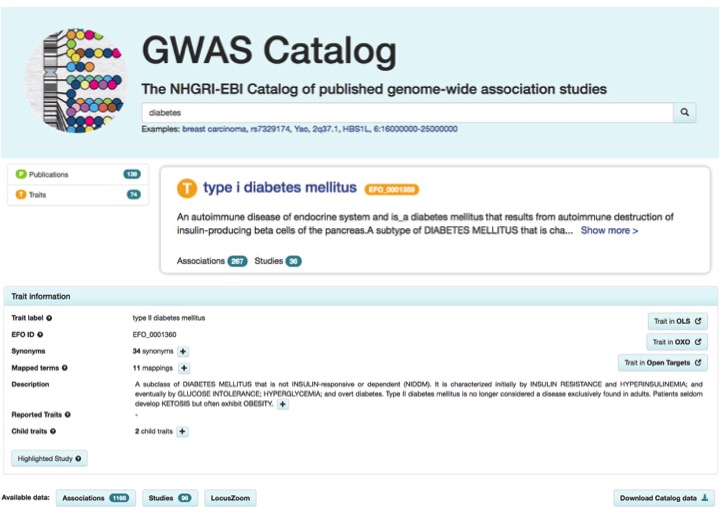 GWAS Catalog
The NHGRI-EBI Catalog of published genome-wide association studies
diabetes
Examples: breast carcinoma, rs7329174, Yao, 2q37.1, HBS1L, 6:16000000-25000000
P Publications 139
T Traits 74
T type i diabetes mellitus EFO_0001359
An autoimmune disease of endocrine system and is_a diabetes mellitus that results from autoimmune destruction of
insulin-producing beta cells of the pancreas.A subtype of DIABETES MELLITUS that is cha... Show more >
Associations 267 Studies 36
Trait information
Trait label type II diabetes mellitus
Trait in OLS
EFO ID EFO_0001360
Trait in OXO
Synonyms 34 synonyms +
Mapped terms 11 mappings +
Trait in Open Targets
Description A subclass of DIABETES MELLITUS that is not INSULIN-responsive or dependent (NIDDM). It is characterized initially by INSULIN RESISTANCE and HYPERINSULINEMIA; and
eventually by GLUCOSE INTOLERANCE; HYPERGLYCEMIA; and overt diabetes. Type II diabetes mellitus is no longer considered a disease exclusively found in adults. Patients seldom
develop KETOSIS but often exhibit OBESITY. +
Reported Traits -
Child traits 2 child traits +
Highlighted Study
Available data: Associations 1168 Studies 96 LocusZoom Download Catalog data